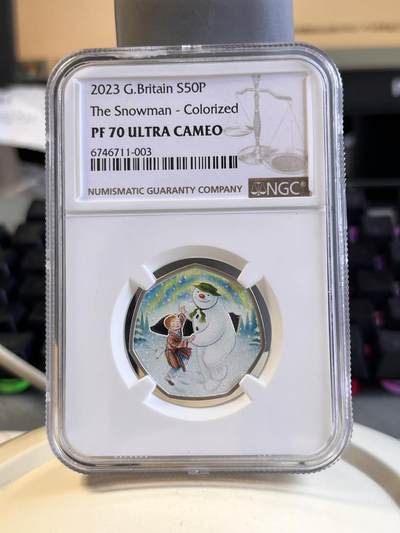 2023 G.Britain S50P
The Snowman - Colorized
PF 70 ULTRA CAMEO
6746711-003
NUMISMATIC GUARANTY COMPANY
NGC